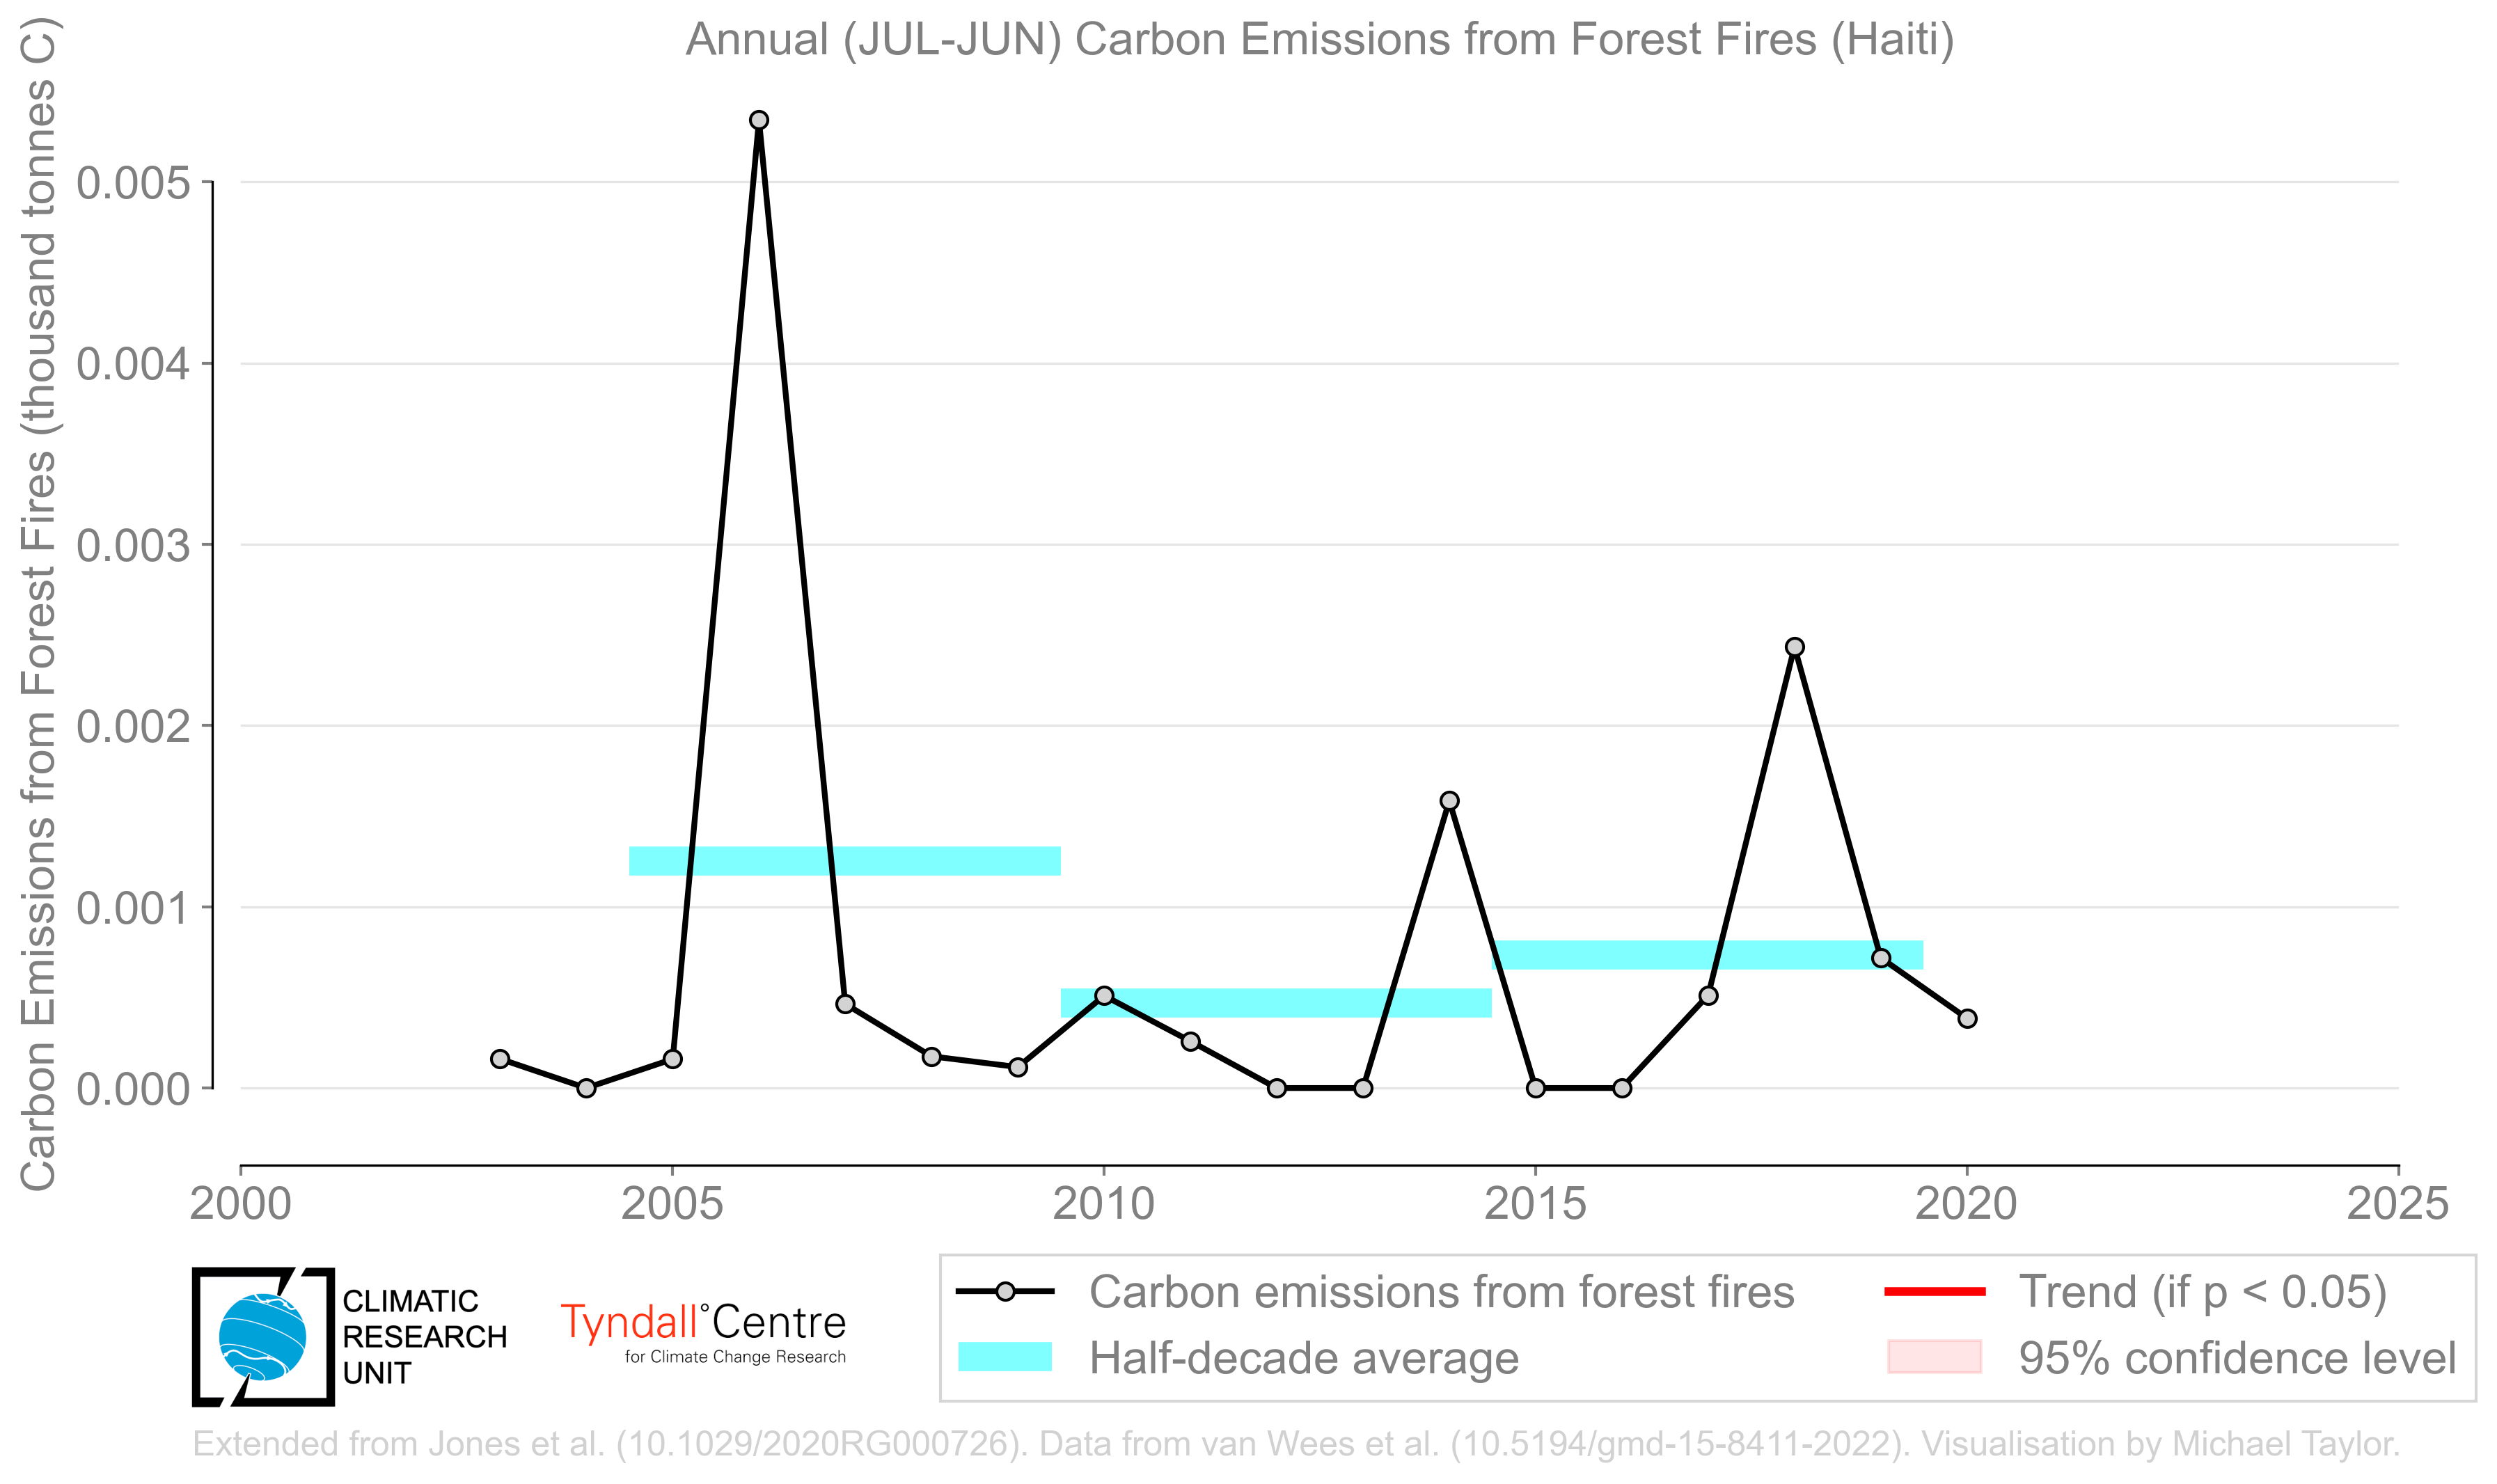 Annual (JUL-JUN) Carbon Emissions from Forest Fires (Haiti)
Carbon Emissions from Forest Fires (thousand tonnes C)
0.005
0.004
0.003
0.002
0.001
0.000
2000 2005 2010 2015 2020 2025
CLIMATIC
RESEARCH
UNIT
Tyndall°Centre
for Climate Change Research
Carbon emissions from forest fires
Half-decade average
Trend (if p < 0.05)
95% confidence level
Extended from Jones et al. (10.1029/2020RG000726). Data from van Wees et al. (10.5194/gmd-15-8411-2022). Visualisation by Michael Taylor.